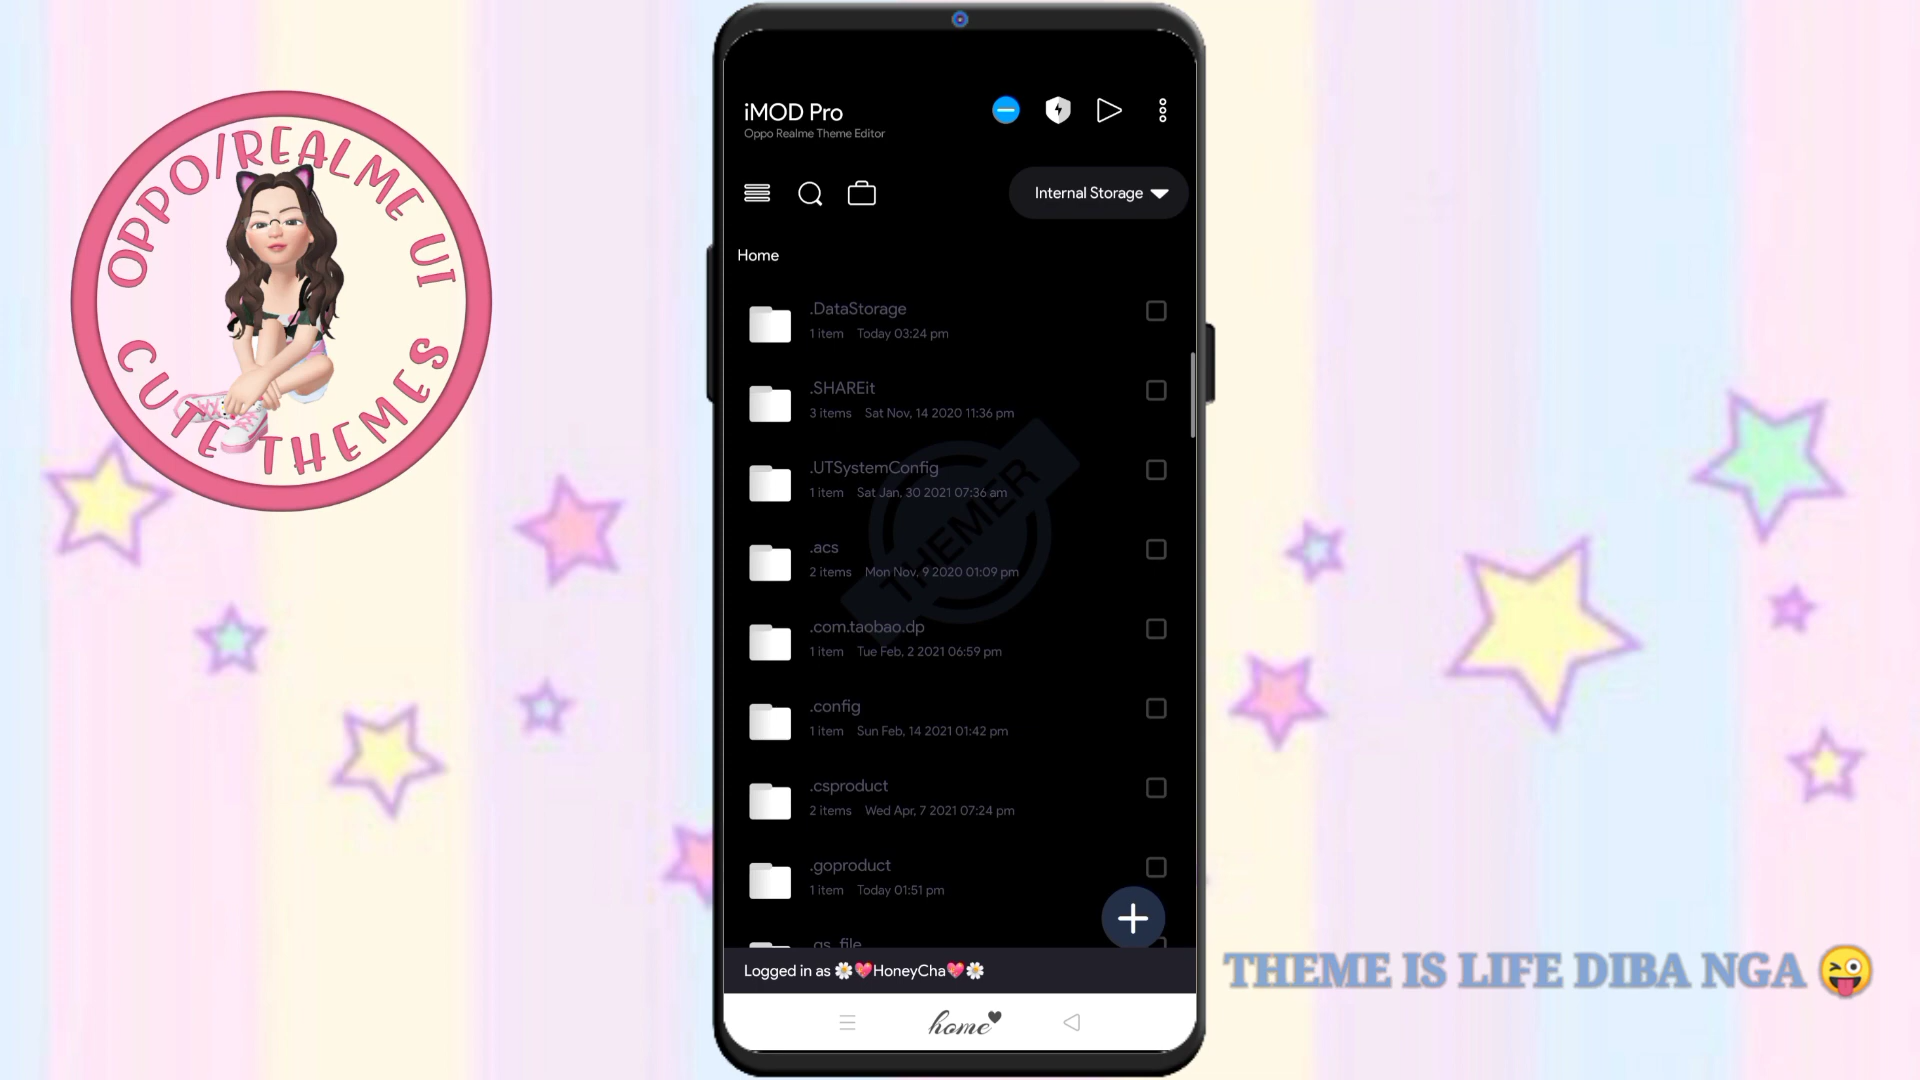 OPPO/REALME UI
CUTE THEMES
iMOD Pro
Oppo Realme Theme Editor
Internal Storage
Home
.DataStorage
1 item Today 03:24 pm
.SHAREit
3 items Sat Nov, 14 2020 11:36 pm
.UTSystemConfig
1 item Sat Jan, 30 2021 07:36 am
.acs
2 items Mon Nov, 9 2020 01:09 pm
THEMER
.com.taobao.dp
1 item Tue Feb, 2 2021 06:59 pm
.config
1 item Sun Feb, 14 2021 01:42 pm
.csproduct
2 items Wed Apr, 7 2021 07:24 pm
.goproduct
1 item Today 01:51 pm
.gs_file
Logged in as 🌼💖HoneyCha💖🌼
home
THEME IS LIFE DIBA NGA 😜